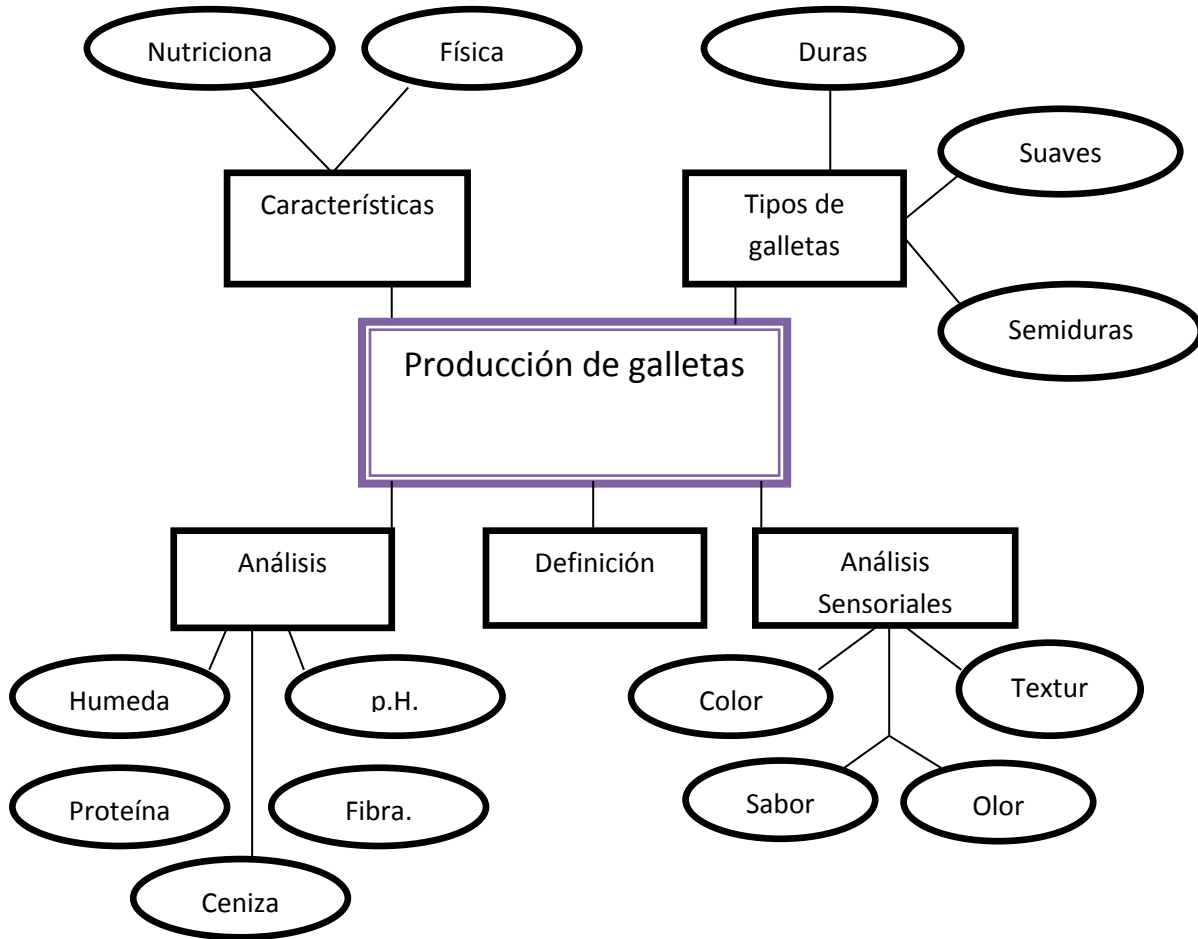 Nutriciona
Física
Duras
Suaves
Características
Tipos de
galletas
Semiduras
Producción de galletas
Análisis
Definición
Análisis
Sensoriales
Humeda
p.H.
Color
Textur
Proteína
Fibra.
Sabor
Olor
Ceniza